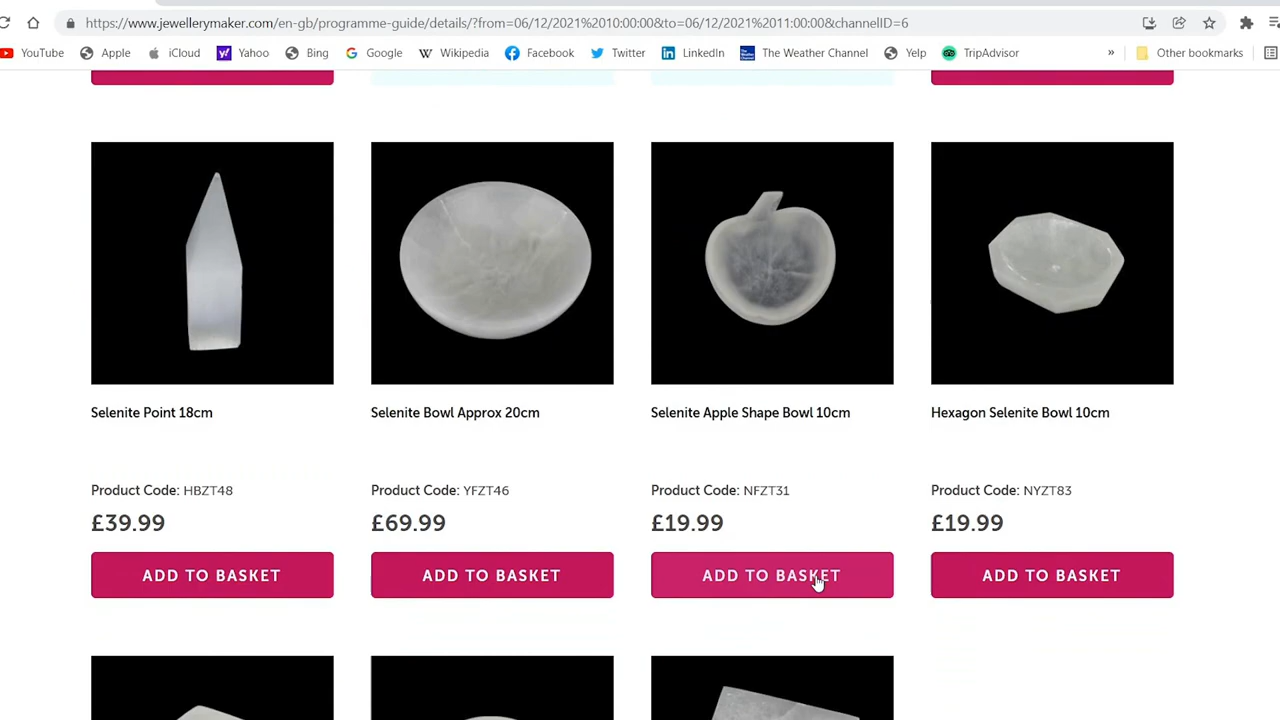 https://www.jewellerymaker.com/en-gb/programme-guide/details/?from=06/12/2021%2010:00:00&to=06/12/2021%2011:00:00&channelID=6
YouTube Apple iCloud Yahoo Bing Google Wikipedia Facebook Twitter LinkedIn The Weather Channel Yelp TripAdvisor » Other bookmarks
Selenite Point 18cm Selenite Bowl Approx 20cm Selenite Apple Shape Bowl 10cm Hexagon Selenite Bowl 10cm
Product Code: HBZT48 Product Code: YFZT46 Product Code: NFZT31 Product Code: NYZT83
£39.99 £69.99 £19.99 £19.99
ADD TO BASKET ADD TO BASKET ADD TO BASKET ADD TO BASKET